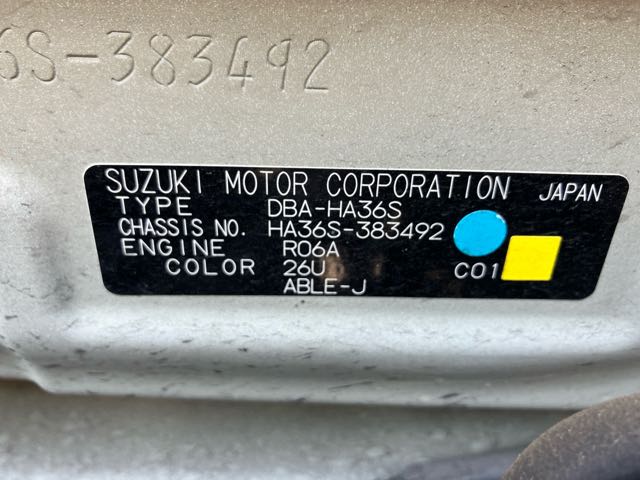 6S-383492
SUZUKI MOTOR CORPORATION JAPAN
TYPE DBA-HA36S
CHASSIS NO. HA36S-383492
ENGINE R06A
COLOR 26U C01
ABLE-J